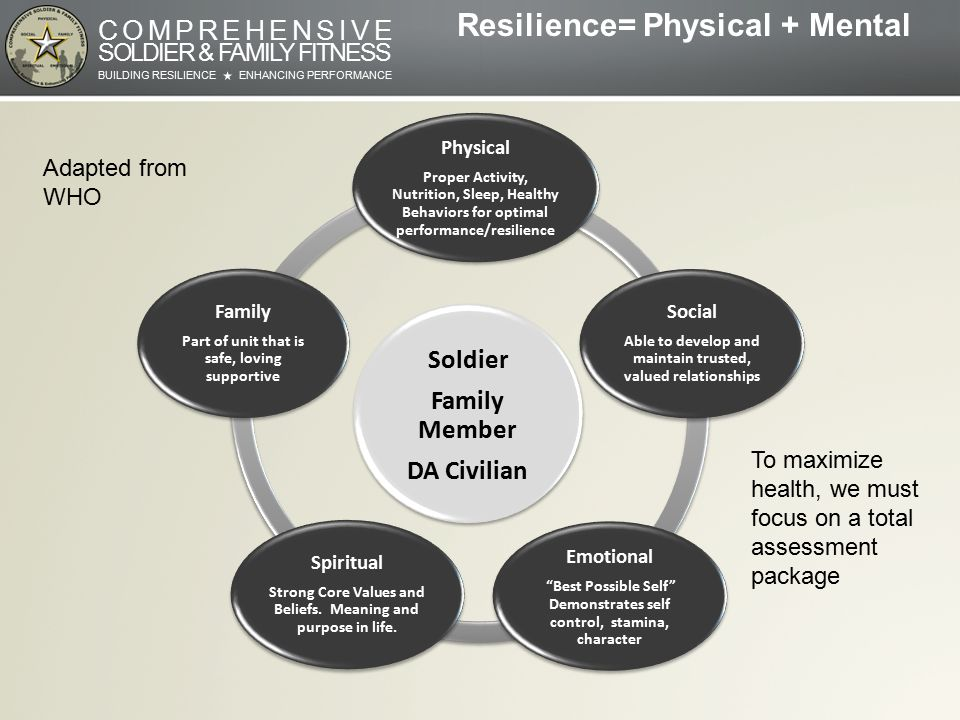 COMPREHENSIVE
SOLDIER & FAMILY FITNESS
BUILDING RESILIENCE ★ ENHANCING PERFORMANCE
Resilience= Physical + Mental
Adapted from
WHO
Physical
Proper Activity,
Nutrition, Sleep, Healthy
Behaviors for optimal
performance/resilience
Family
Part of unit that is
safe, loving
supportive
Social
Able to develop and
maintain trusted,
valued relationships
Soldier
Family
Member
DA Civilian
To maximize
health, we must
focus on a total
assessment
package
Spiritual
Strong Core Values and
Beliefs. Meaning and
purpose in life.
Emotional
“Best Possible Self”
Demonstrates self
control, stamina,
character